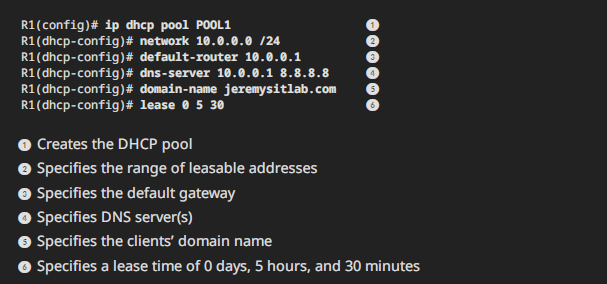 R1(config)# ip dhcp pool POOL1 1
R1(dhcp-config)# network 10.0.0.0 /24 2
R1(dhcp-config)# default-router 10.0.0.1 3
R1(dhcp-config)# dns-server 10.0.0.1 8.8.8.8 4
R1(dhcp-config)# domain-name jeremysitlab.com 5
R1(dhcp-config)# lease 0 5 30 6
1 Creates the DHCP pool
2 Specifies the range of leasable addresses
3 Specifies the default gateway
4 Specifies DNS server(s)
5 Specifies the clients’ domain name
6 Specifies a lease time of 0 days, 5 hours, and 30 minutes